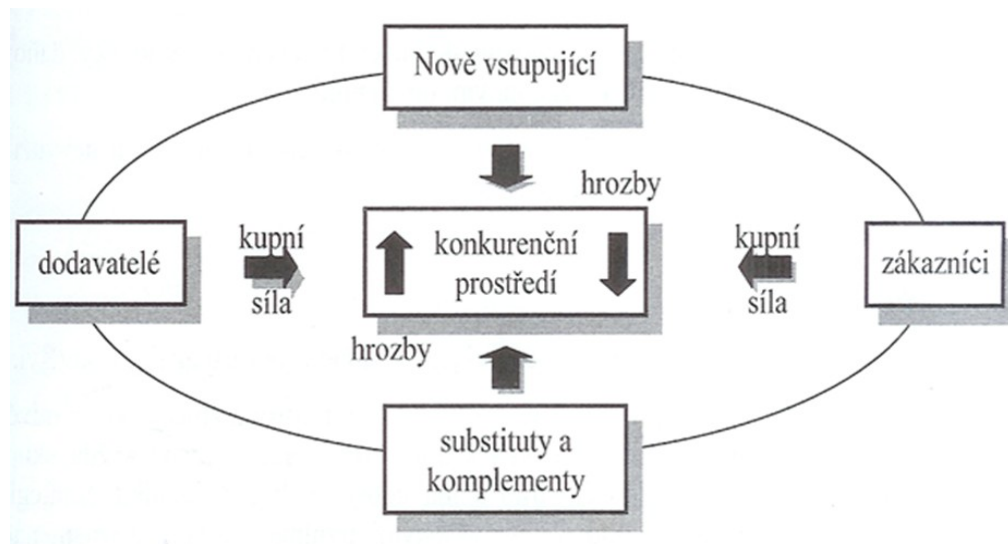 Nově vstupující
hrozby
dodavatelé
kupní
síla
konkurenční
prostředí
kupní
síla
zákazníci
hrozby
substituty a
komplementy